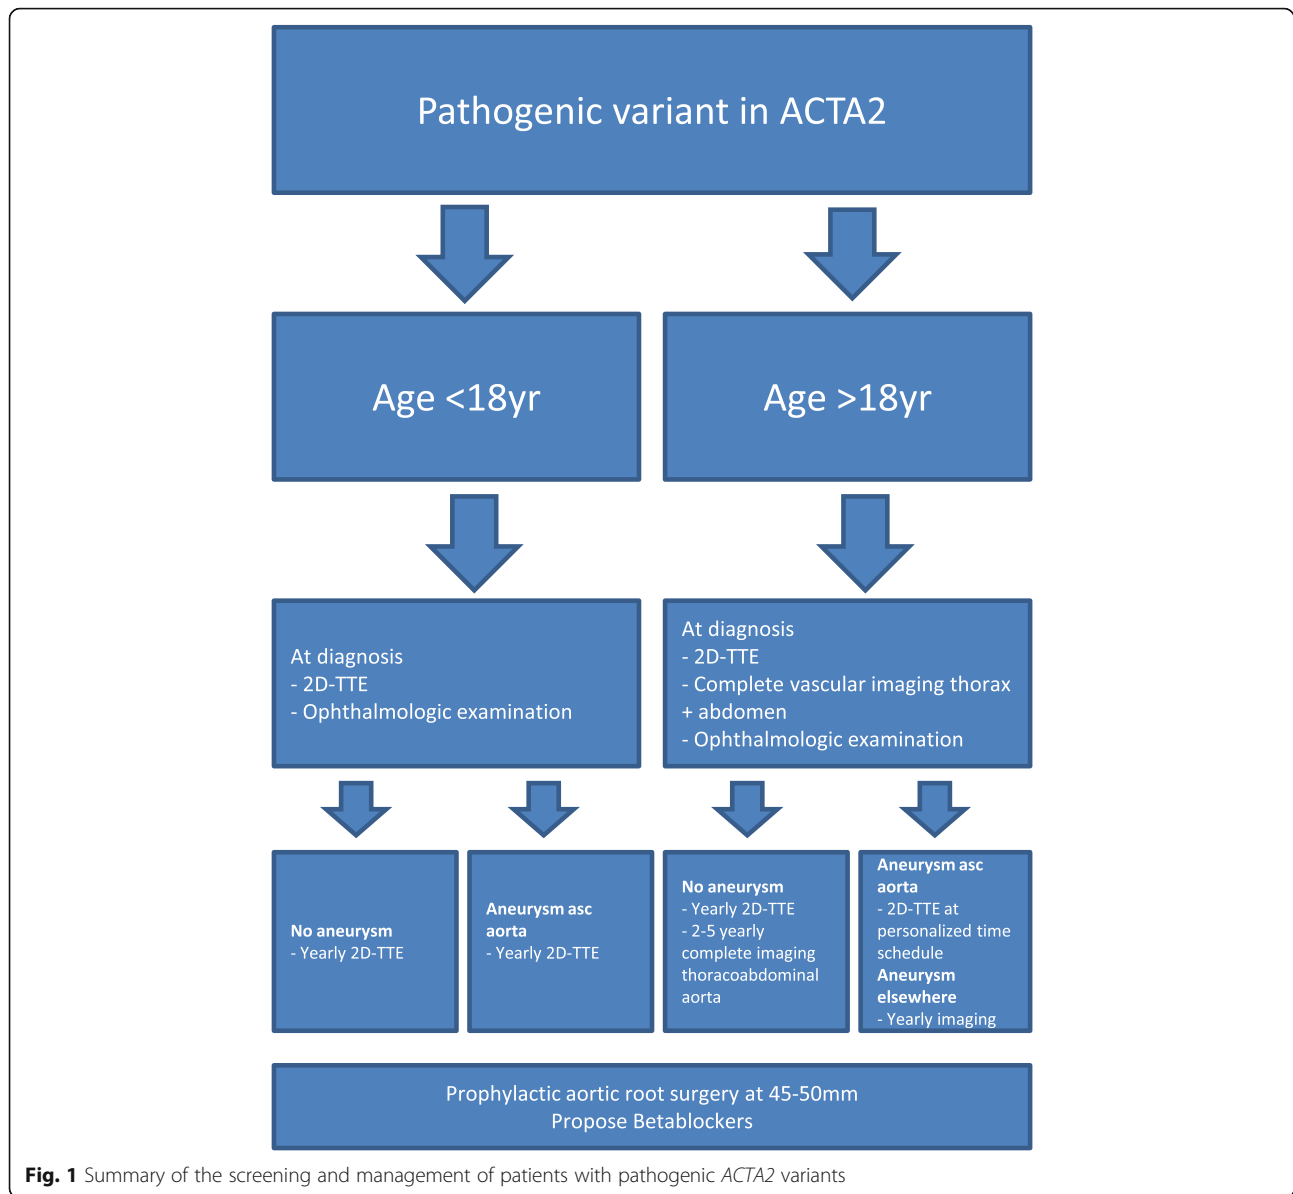 Pathogenic variant in ACTA2
Age <18yr
Age >18yr
At diagnosis
- 2D-TTE
- Ophthalmologic examination
At diagnosis
- 2D-TTE
- Complete vascular imaging thorax
+ abdomen
- Ophthalmologic examination
No aneurysm
- Yearly 2D-TTE
Aneurysm asc
aorta
- Yearly 2D-TTE
No aneurysm
- Yearly 2D-TTE
- 2-5 yearly
complete imaging
thoracoabdominal
aorta
Aneurysm asc
aorta
- 2D-TTE at
personalized time
schedule
Aneurysm
elsewhere
- Yearly imaging
Prophylactic aortic root surgery at 45-50mm
Propose Betablockers
Fig. 1 Summary of the screening and management of patients with pathogenic ACTA2 variants